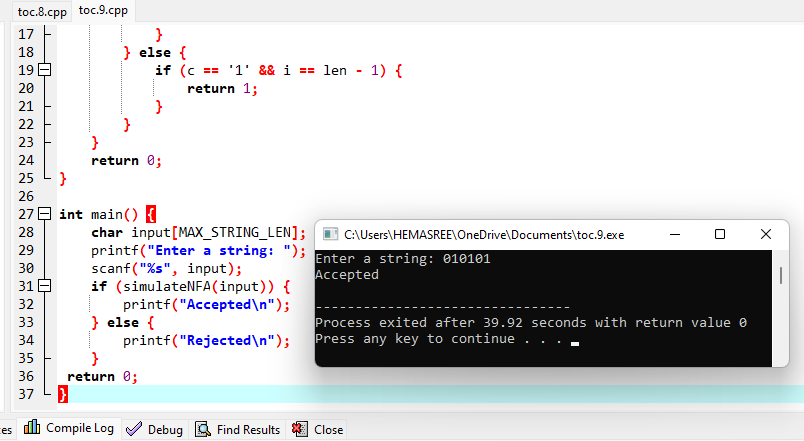 toc.8.cpp toc.9.cpp
17 }
18 } else {
19 if (c == '1' && i == len - 1) {
20 return 1;
21 }
22 }
23 }
24 return 0;
25 }
26
27 int main() {
28 char input[MAX_STRING_LEN];
29 printf("Enter a string: ");
30 scanf("%s", input);
31 if (simulateNFA(input)) {
32 printf("Accepted\n");
33 } else {
34 printf("Rejected\n");
35 }
36 return 0;
37 }
C:\Users\HEMASREE\OneDrive\Documents\toc.9.exe
Enter a string: 010101
Accepted
--------------------------------
Process exited after 39.92 seconds with return value 0
Press any key to continue . . .
es Compile Log Debug Find Results Close